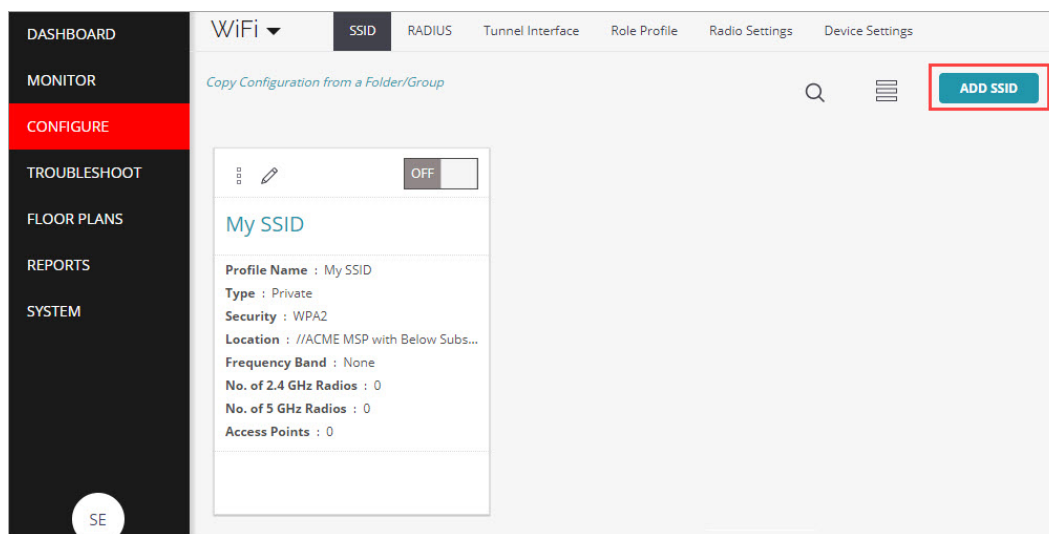 DASHBOARD
MONITOR
CONFIGURE
TROUBLESHOOT
FLOOR PLANS
REPORTS
SYSTEM
SE
WiFi
SSID RADIUS Tunnel Interface Role Profile Radio Settings Device Settings
Copy Configuration from a Folder/Group
ADD SSID
OFF
My SSID
Profile Name : My SSID
Type : Private
Security : WPA2
Location : //ACME MSP with Below Subs...
Frequency Band : None
No. of 2.4 GHz Radios : 0
No. of 5 GHz Radios : 0
Access Points : 0